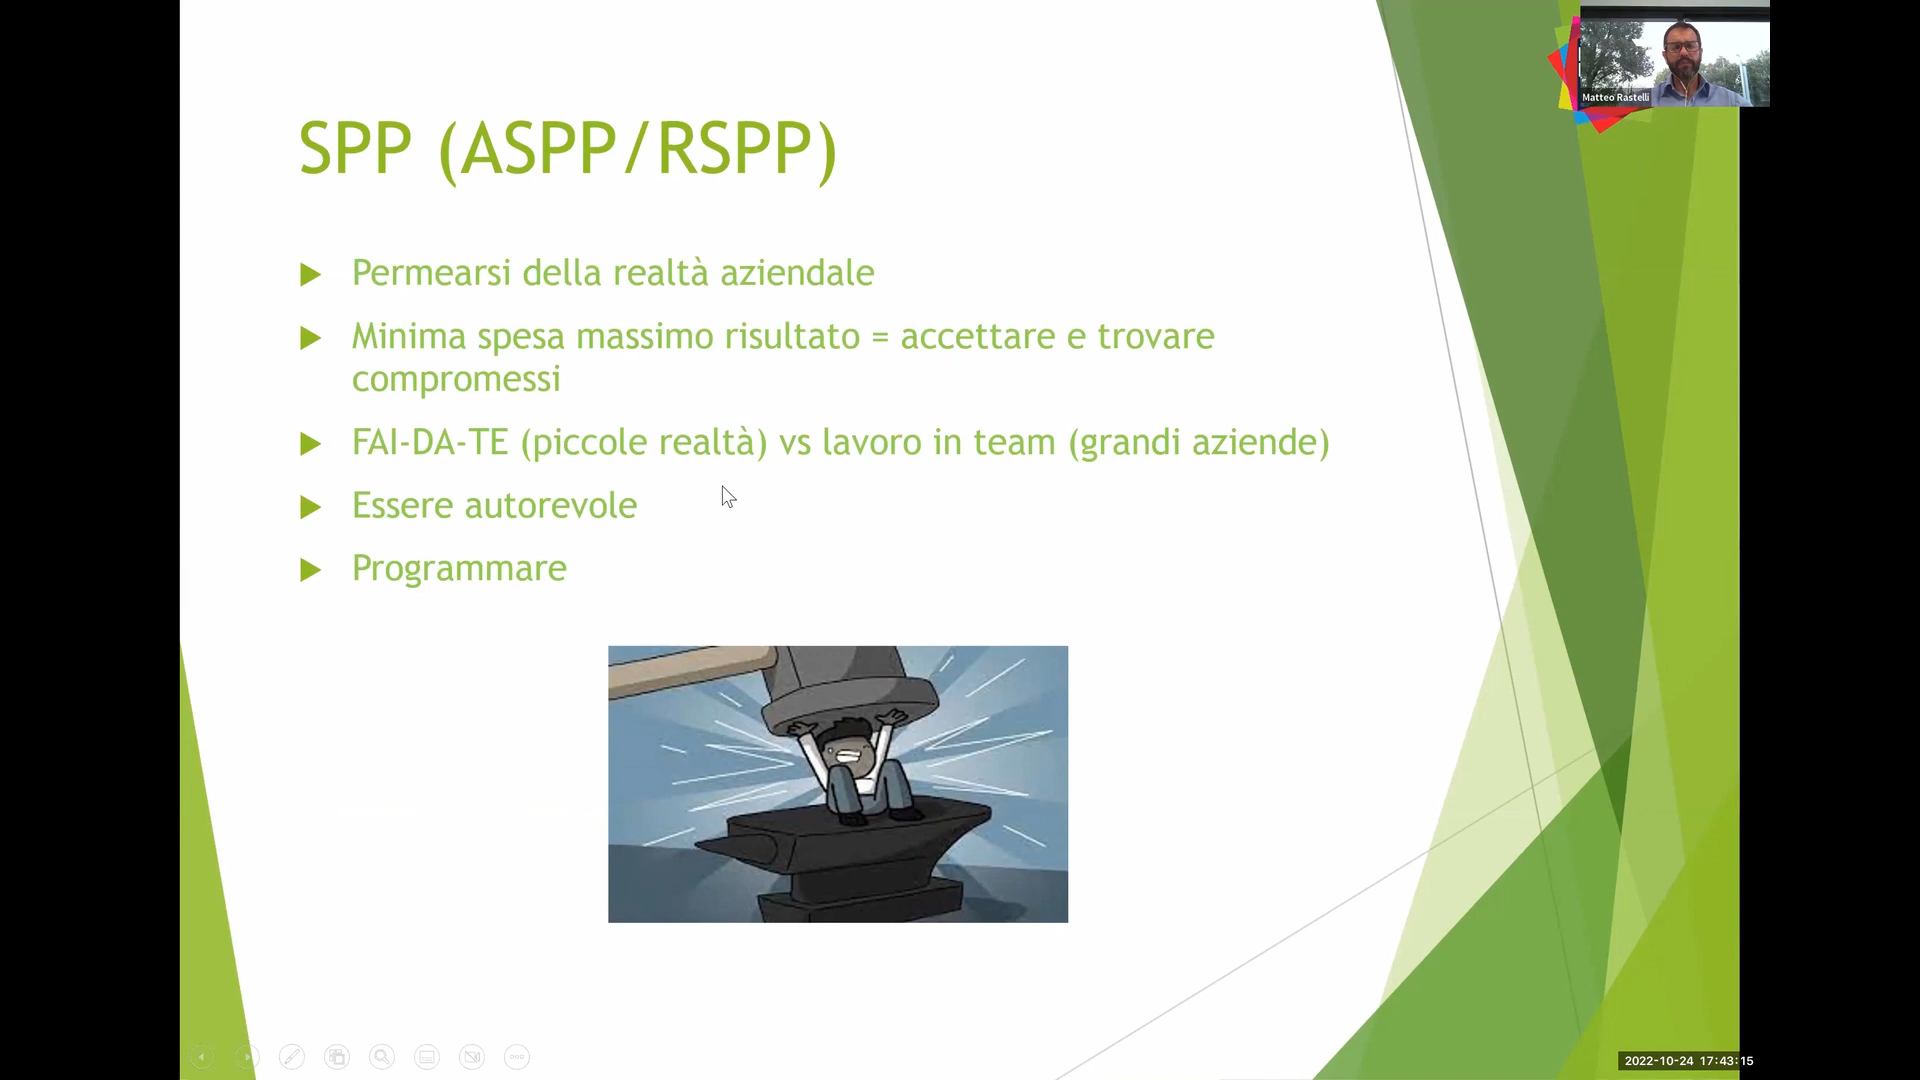 Matteo Rastelli
SPP (ASPP/RSPP)
Permearsi della realtà aziendale
Minima spesa massimo risultato = accettare e trovare
compromessi
FAI-DA-TE (piccole realtà) vs lavoro in team (grandi aziende)
Essere autorevole
Programmare
2022-10-24 17:43:15